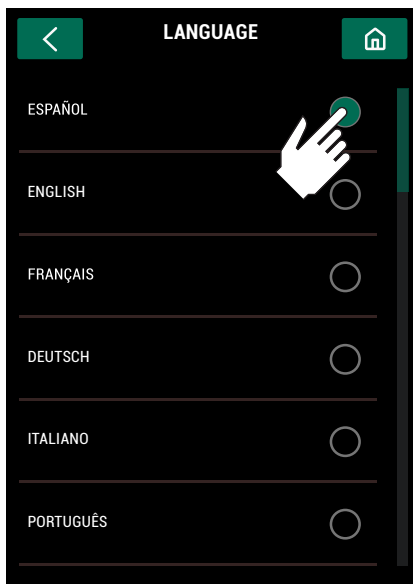 LANGUAGE
ESPAÑOL
ENGLISH
FRANÇAIS
DEUTSCH
ITALIANO
PORTUGUÊS